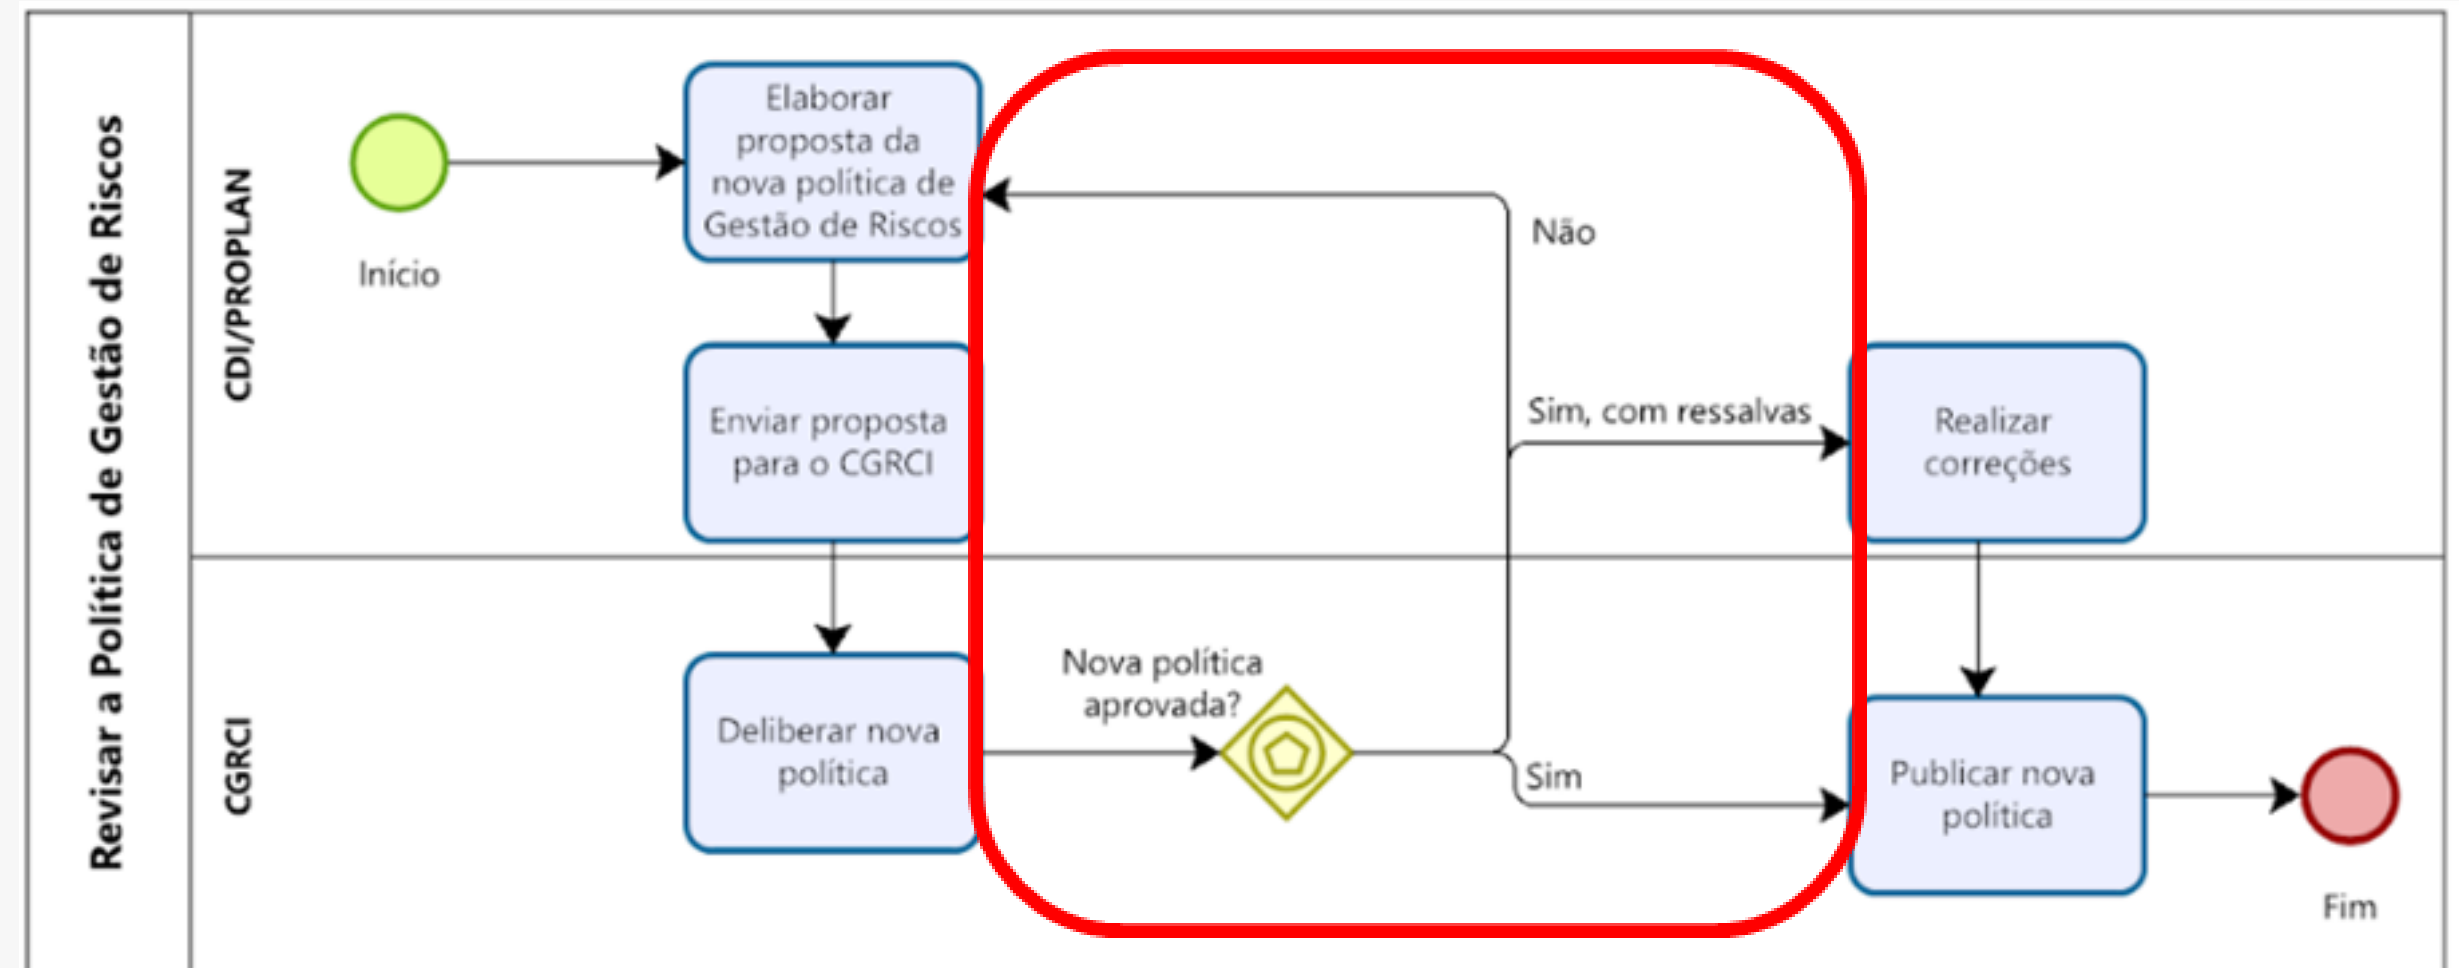 Revisar a Política de Gestão de Riscos
CDI/PROPLAN
Início
Elaborar
proposta da
nova política de
Gestão de Riscos
Não
Enviar proposta
para o CGRCI
Sim, com ressalvas
Realizar
correções
CGRCI
Deliberar nova
política
Nova política
aprovada?
Sim
Publicar nova
política
Fim